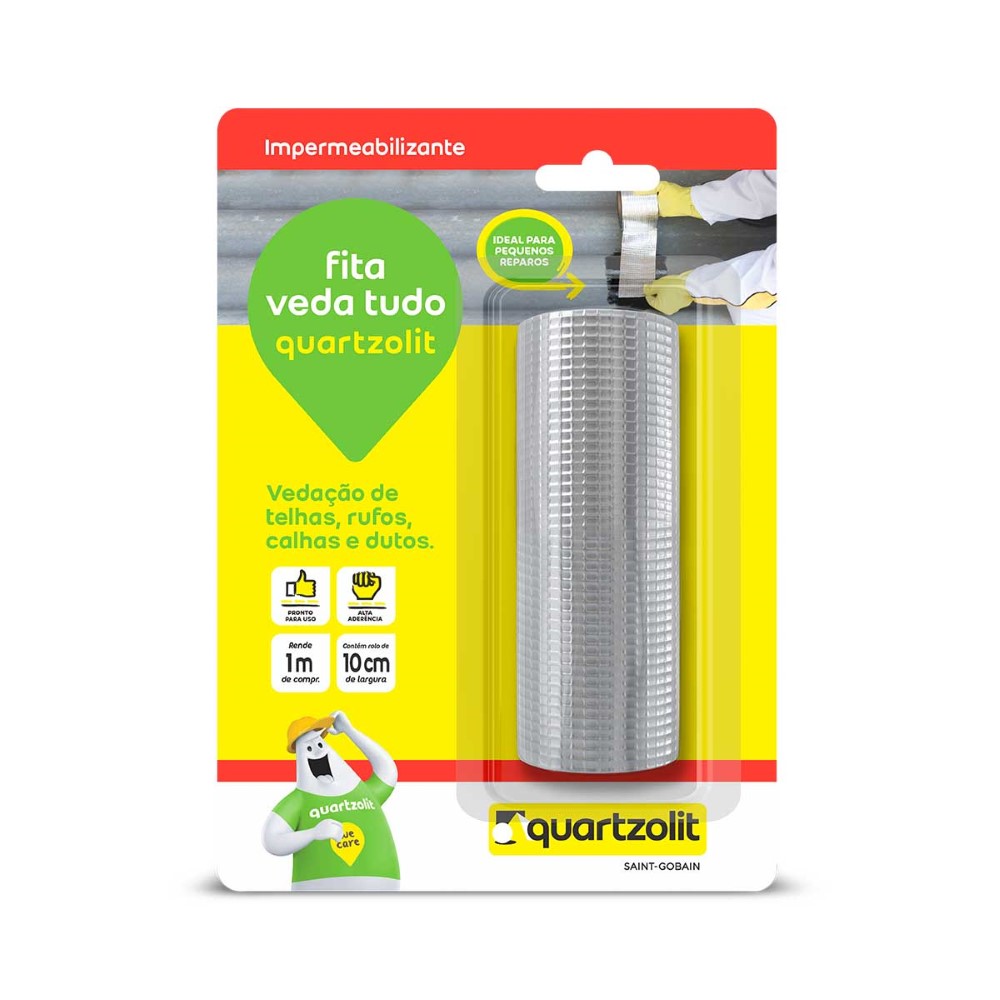 Impermeabilizante
fita
veda tudo
quartzolit
IDEAL PARA
PEQUENOS
REPAROS
Vedação de
telhas, rufos,
calhas e dutos.
PRONTO
PARA USO
ALTA
ADERÊNCIA
Rende
1m
de compr.
Contém rolo de
10cm
de largura
quartzolit
we
care
quartzolit
SAINT-GOBAIN